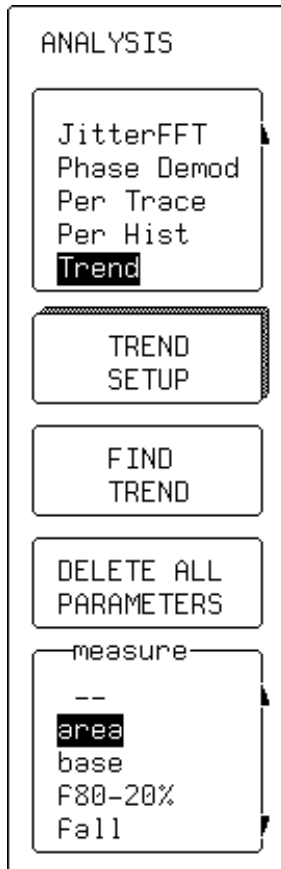 ANALYSIS
JitterFFT
Phase Demod
Per Trace
Per Hist
Trend
TREND
SETUP
FIND
TREND
DELETE ALL
PARAMETERS
measure
--
area
base
F80-20%
Fall